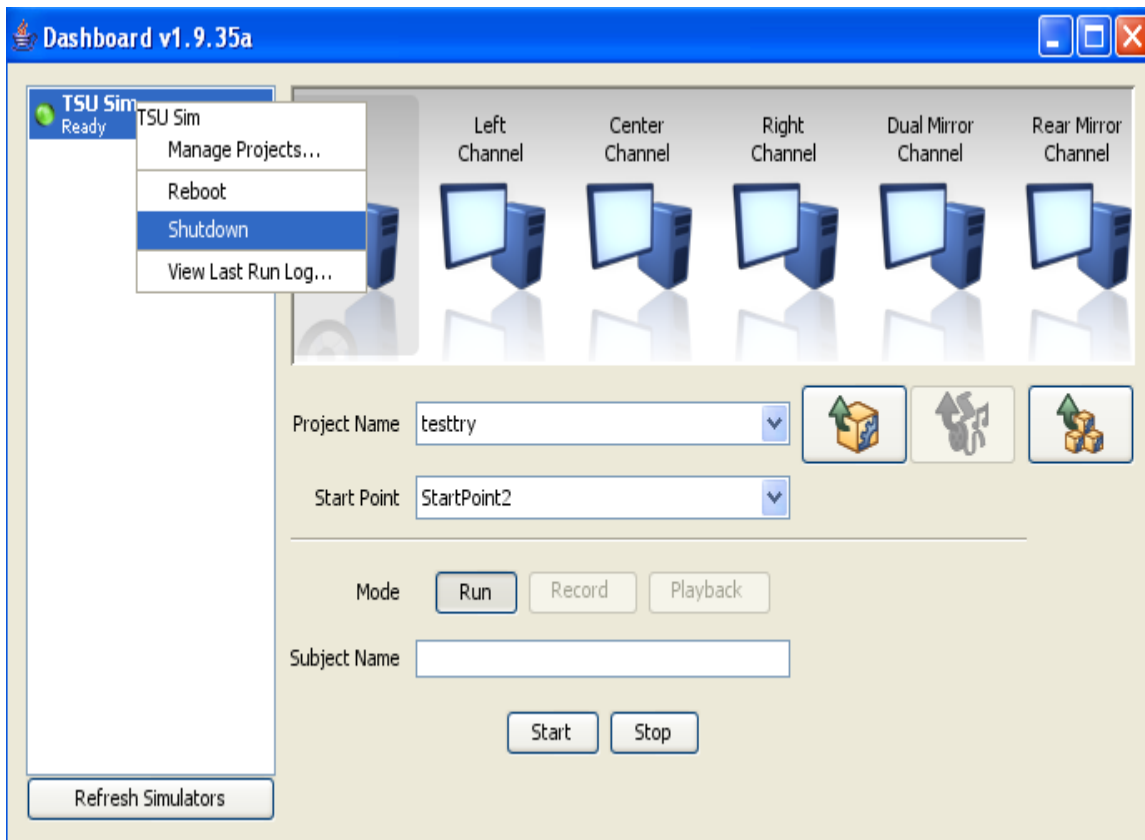 Dashboard v1.9.35a
TSU Sim
Ready
TSU Sim
Manage Projects...
Reboot
Shutdown
View Last Run Log...
Left
Channel
Center
Channel
Right
Channel
Dual Mirror
Channel
Rear Mirror
Channel
Project Name
testtry
Start Point
StartPoint2
Mode
Run
Record
Playback
Subject Name
Start
Stop
Refresh Simulators